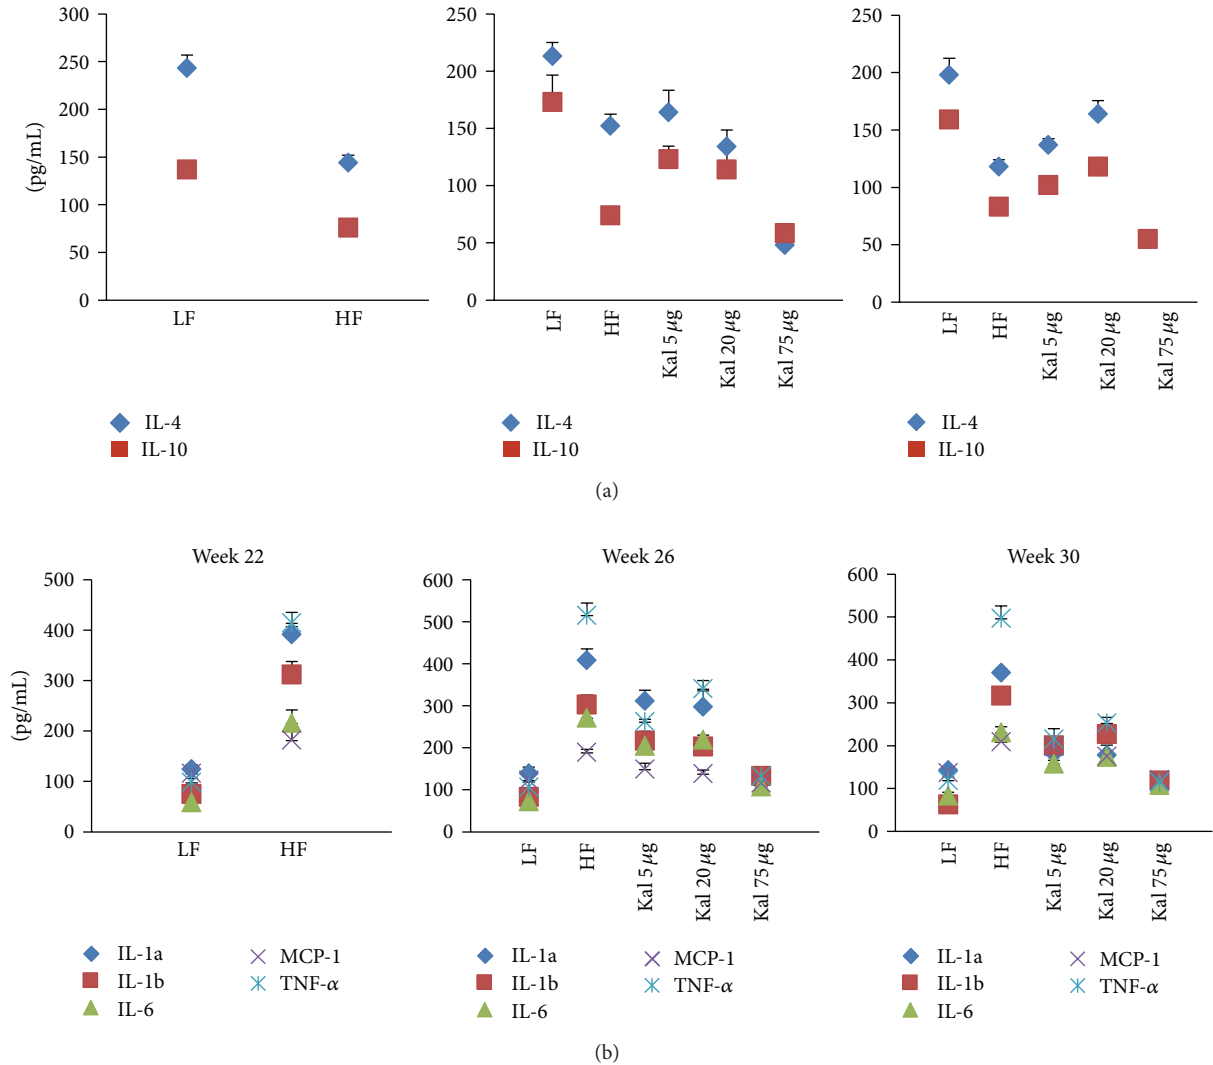 300
250
200
150
100
50
0
(pg/mL)
LF
HF
IL-4
IL-10
250
200
150
100
50
0
LF
HF
Kal 5 μg
Kal 20 μg
Kal 75 μg
IL-4
IL-10
250
200
150
100
50
0
LF
HF
Kal 5 μg
Kal 20 μg
Kal 75 μg
IL-4
IL-10
(a)
Week 22
500
400
300
200
100
0
(pg/mL)
LF
HF
IL-1a
IL-1b
IL-6
MCP-1
TNF-α
Week 26
600
500
400
300
200
100
0
LF
HF
Kal 5 μg
Kal 20 μg
Kal 75 μg
IL-1a
IL-1b
IL-6
MCP-1
TNF-α
Week 30
600
500
400
300
200
100
0
LF
HF
Kal 5 μg
Kal 20 μg
Kal 75 μg
IL-1a
IL-1b
IL-6
MCP-1
TNF-α
(b)